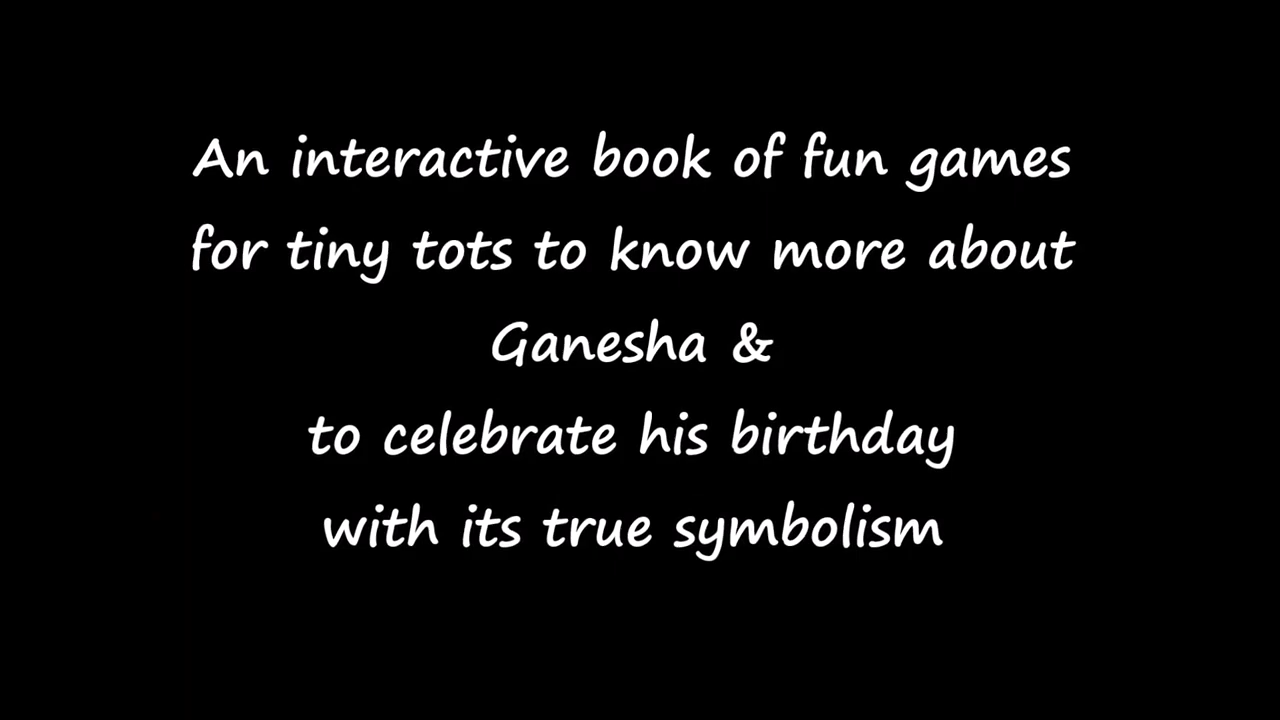 An interactive book of fun games
for tiny tots to know more about
Ganesha &
to celebrate his birthday
with its true symbolism